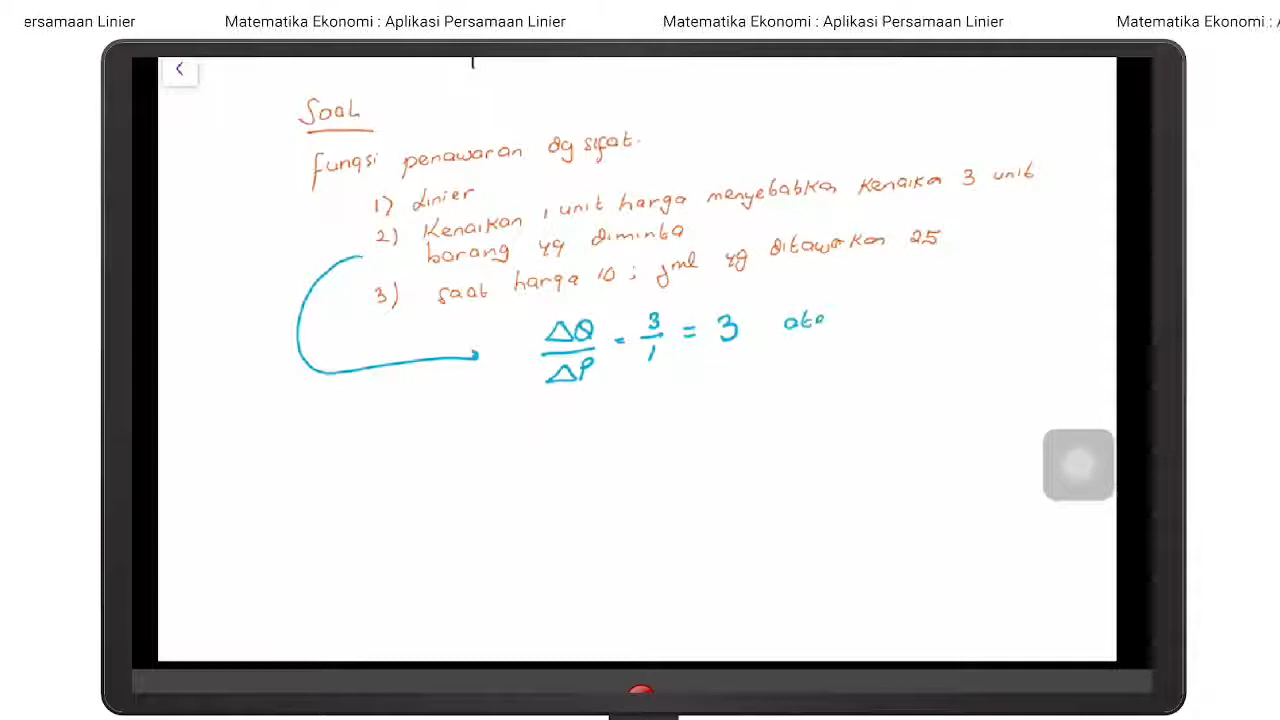 ersamaan Linier Matematika Ekonomi : Aplikasi Persamaan Linier Matematika Ekonomi : Aplikasi Persamaan Linier Matematika Ekonomi : A
Soal
Fungsi penawaran dg sifat.
1) Linier
2) Kenaikan 1 unit harga menyebabkan kenaika 3 unit
barang yg diminta
3) saat harga 10 ; jml yg ditawarkan 25
ΔQ/ΔP = 3/1 = 3 ata